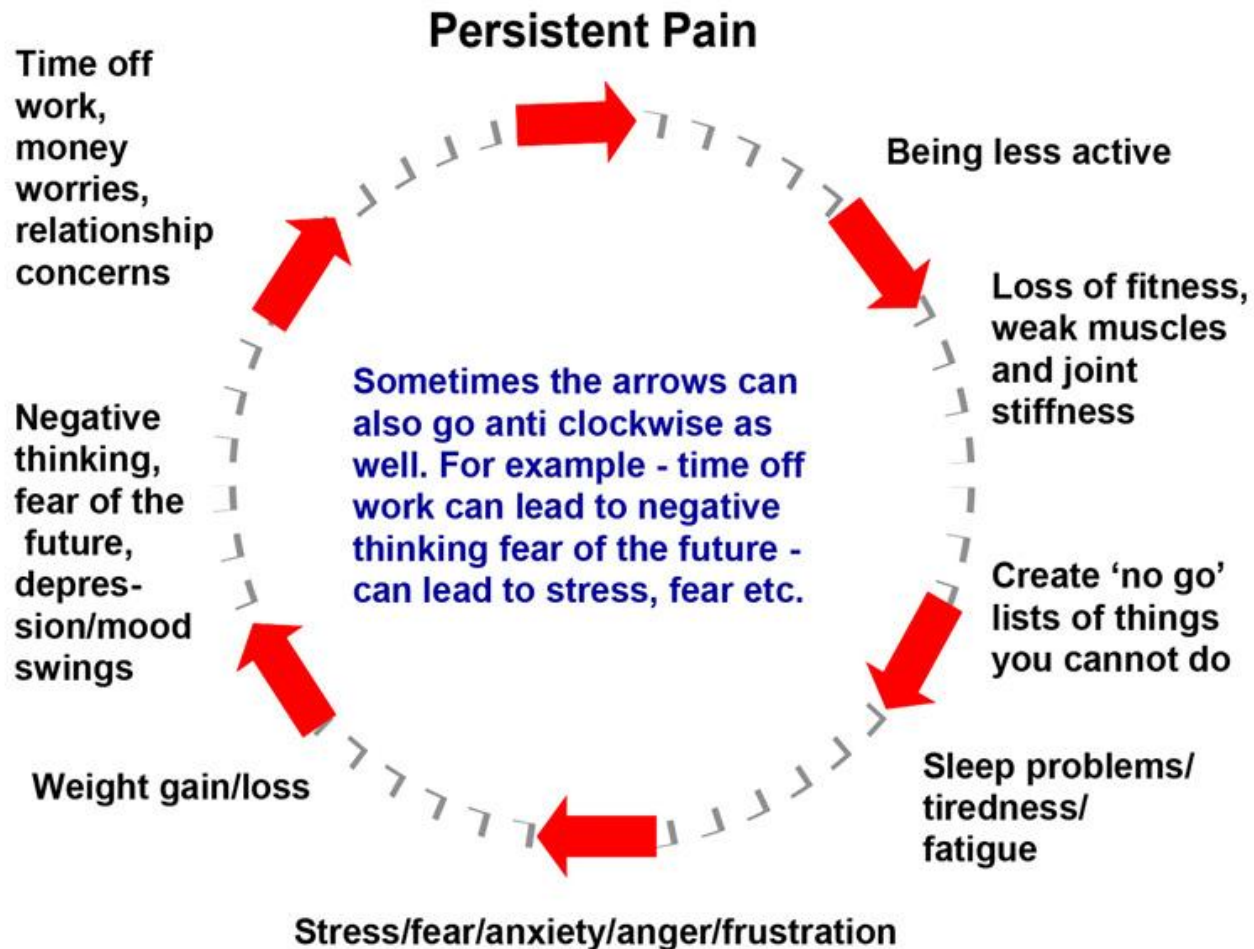 Persistent Pain
Being less active
Loss of fitness,
weak muscles
and joint
stiffness
Create ‘no go’
lists of things
you cannot do
Sleep problems/
tiredness/
fatigue
Stress/fear/anxiety/anger/frustration
Weight gain/loss
Negative
thinking,
fear of the
future,
depres-
sion/mood
swings
Time off
work,
money
worries,
relationship
concerns
Sometimes the arrows can
also go anti clockwise as
well. For example - time off
work can lead to negative
thinking fear of the future -
can lead to stress, fear etc.